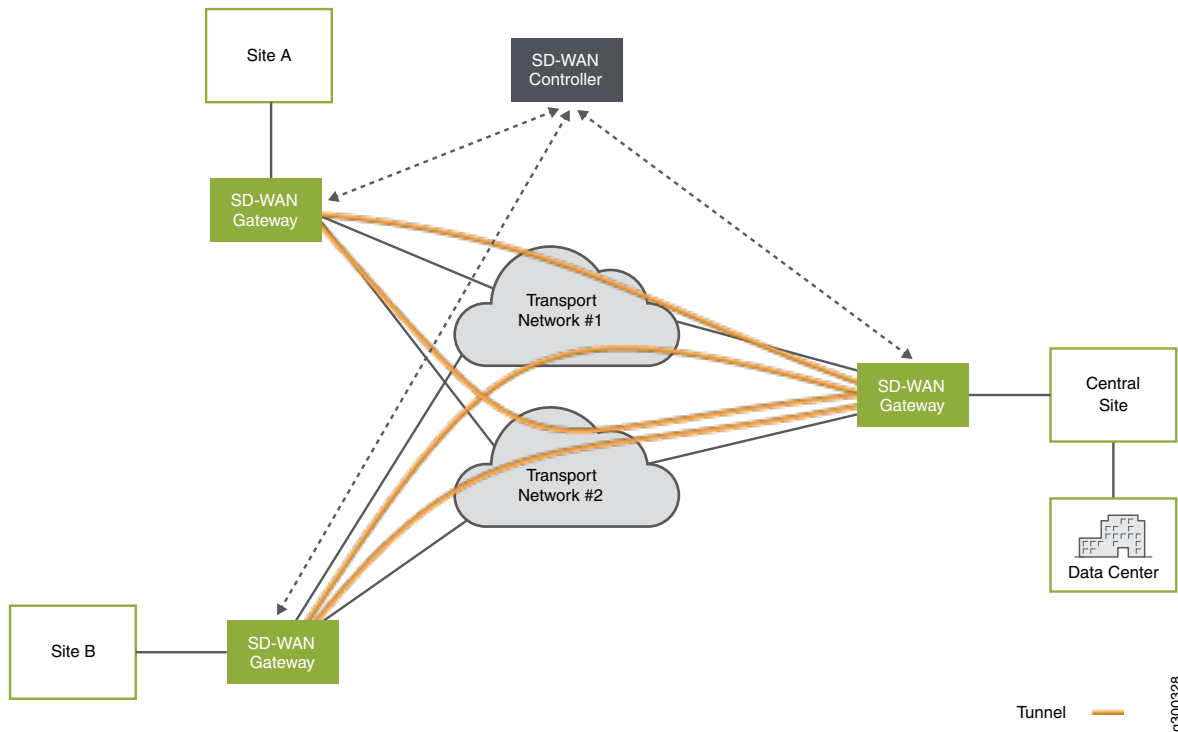 Site A
SD-WAN
Controller
SD-WAN
Gateway
Transport
Network #1
SD-WAN
Gateway
Central
Site
Transport
Network #2
Data Center
Site B
SD-WAN
Gateway
Tunnel
g300328